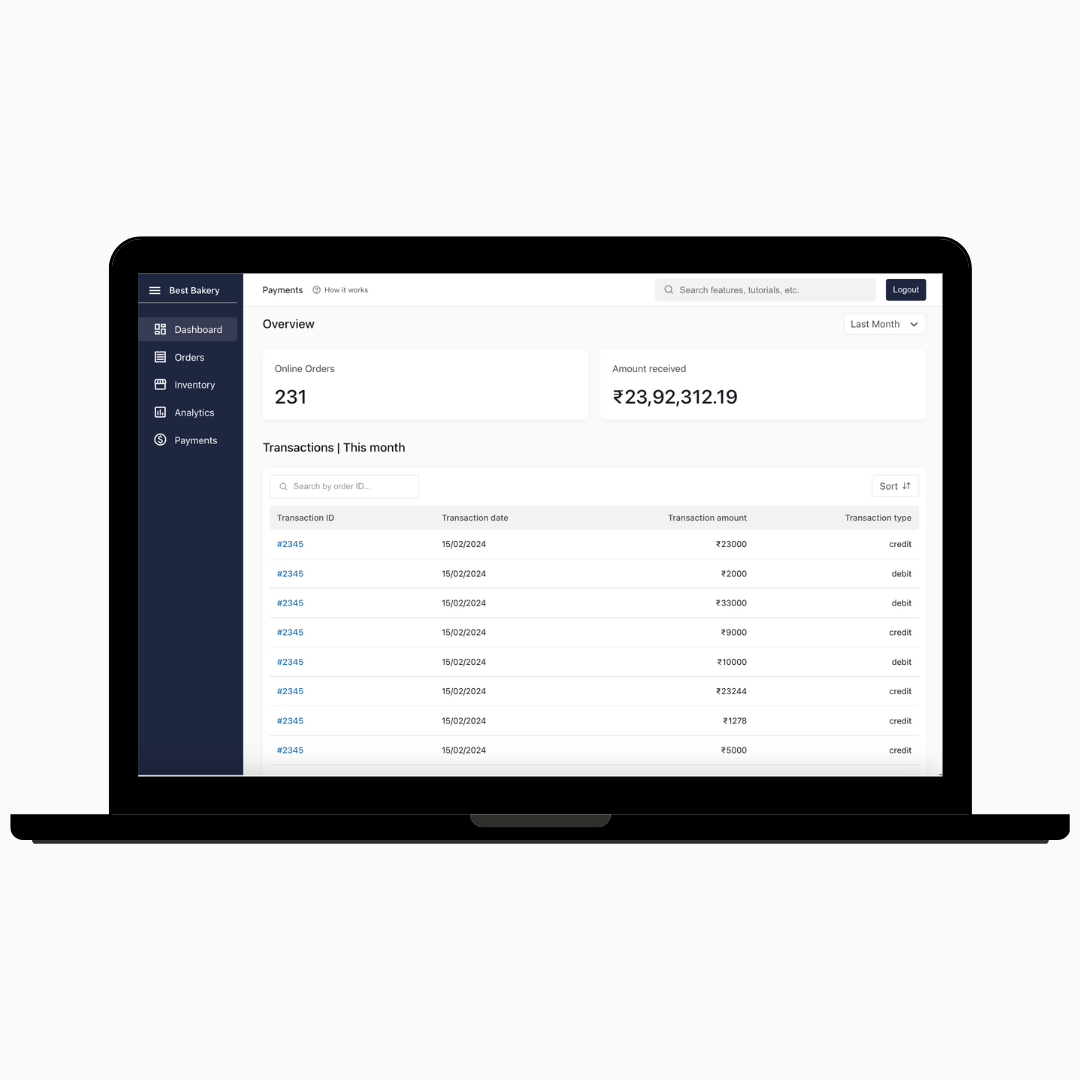 Best Bakery
Payments How it works Search features, tutorials, etc. Logout
Dashboard
Orders
Inventory
Analytics
Payments
Overview Last Month
Online Orders Amount received
231 ₹23,92,312.19
Transactions | This month
Search by order ID... Sort
Transaction ID Transaction date Transaction amount Transaction type
#2345 15/02/2024 ₹23000 credit
#2345 15/02/2024 ₹2000 debit
#2345 15/02/2024 ₹33000 debit
#2345 15/02/2024 ₹9000 credit
#2345 15/02/2024 ₹10000 debit
#2345 15/02/2024 ₹23244 credit
#2345 15/02/2024 ₹1278 credit
#2345 15/02/2024 ₹5000 credit